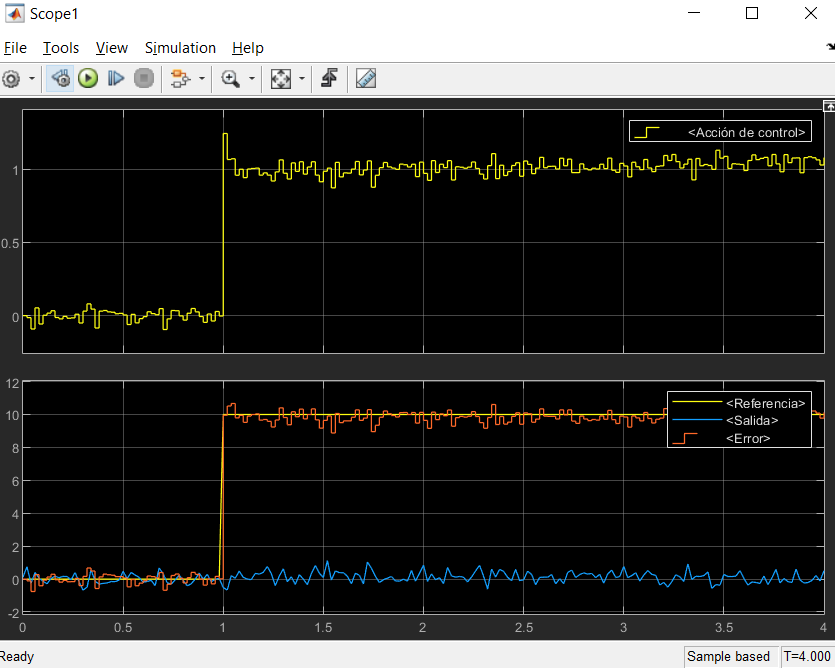 Scope1
File Tools View Simulation Help
<Acción de control>
1
0.5
0
12
10
8
6
4
2
0
-2
<Referencia>
<Salida>
<Error>
0 0.5 1 1.5 2 2.5 3 3.5 4
Ready
Sample based T=4.000